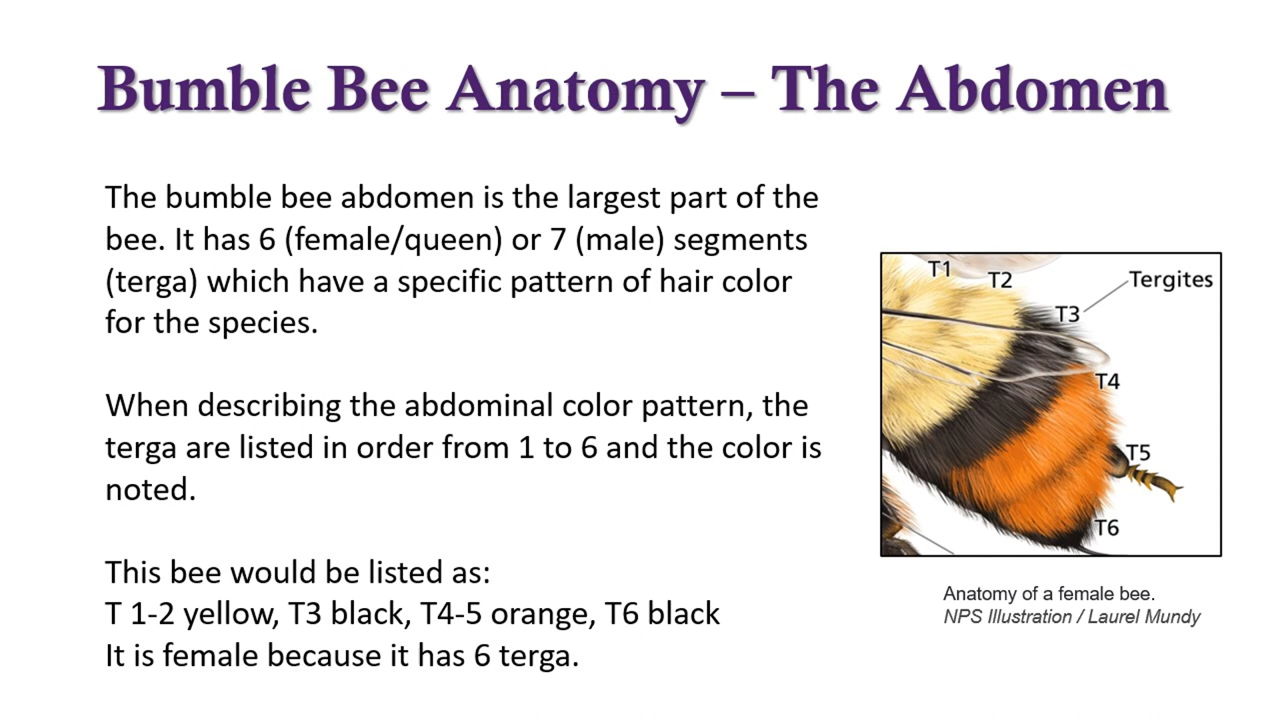 Bumble Bee Anatomy – The Abdomen
The bumble bee abdomen is the largest part of the
bee. It has 6 (female/queen) or 7 (male) segments
(terga) which have a specific pattern of hair color
for the species.
When describing the abdominal color pattern, the
terga are listed in order from 1 to 6 and the color is
noted.
This bee would be listed as:
T 1-2 yellow, T3 black, T4-5 orange, T6 black
It is female because it has 6 terga.
T1
T2
Tergites
T3
T4
T5
T6
Anatomy of a female bee.
NPS Illustration / Laurel Mundy